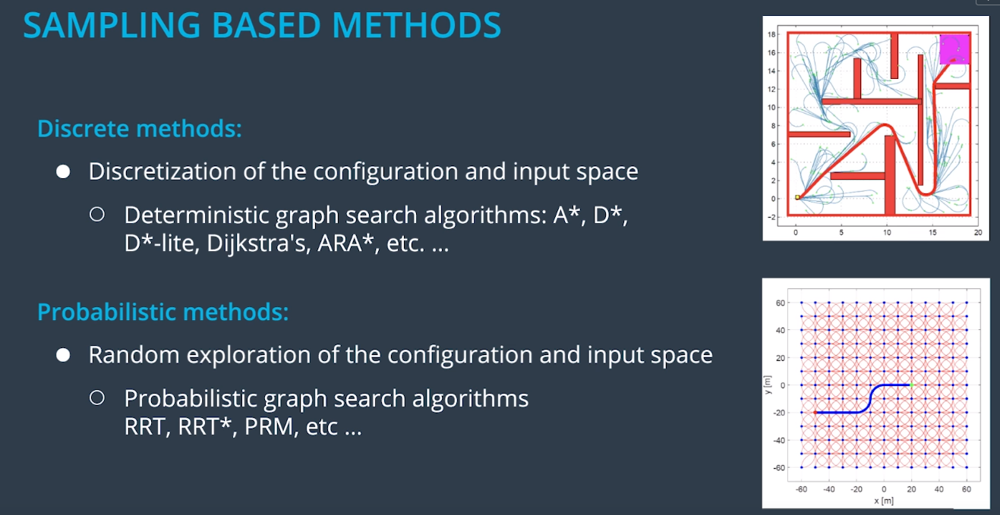 SAMPLING BASED METHODS
Discrete methods:
● Discretization of the configuration and input space
○ Deterministic graph search algorithms: A*, D*,
D*-lite, Dijkstra's, ARA*, etc. ...
Probabilistic methods:
● Random exploration of the configuration and input space
○ Probabilistic graph search algorithms
RRT, RRT*, PRM, etc ...
18
16
14
12
10
8
6
4
2
0
-2
0 5 10 15 20
60
40
20
0
-20
-40
-60
y [m]
-60 -40 -20 0 20 40 60
x [m]